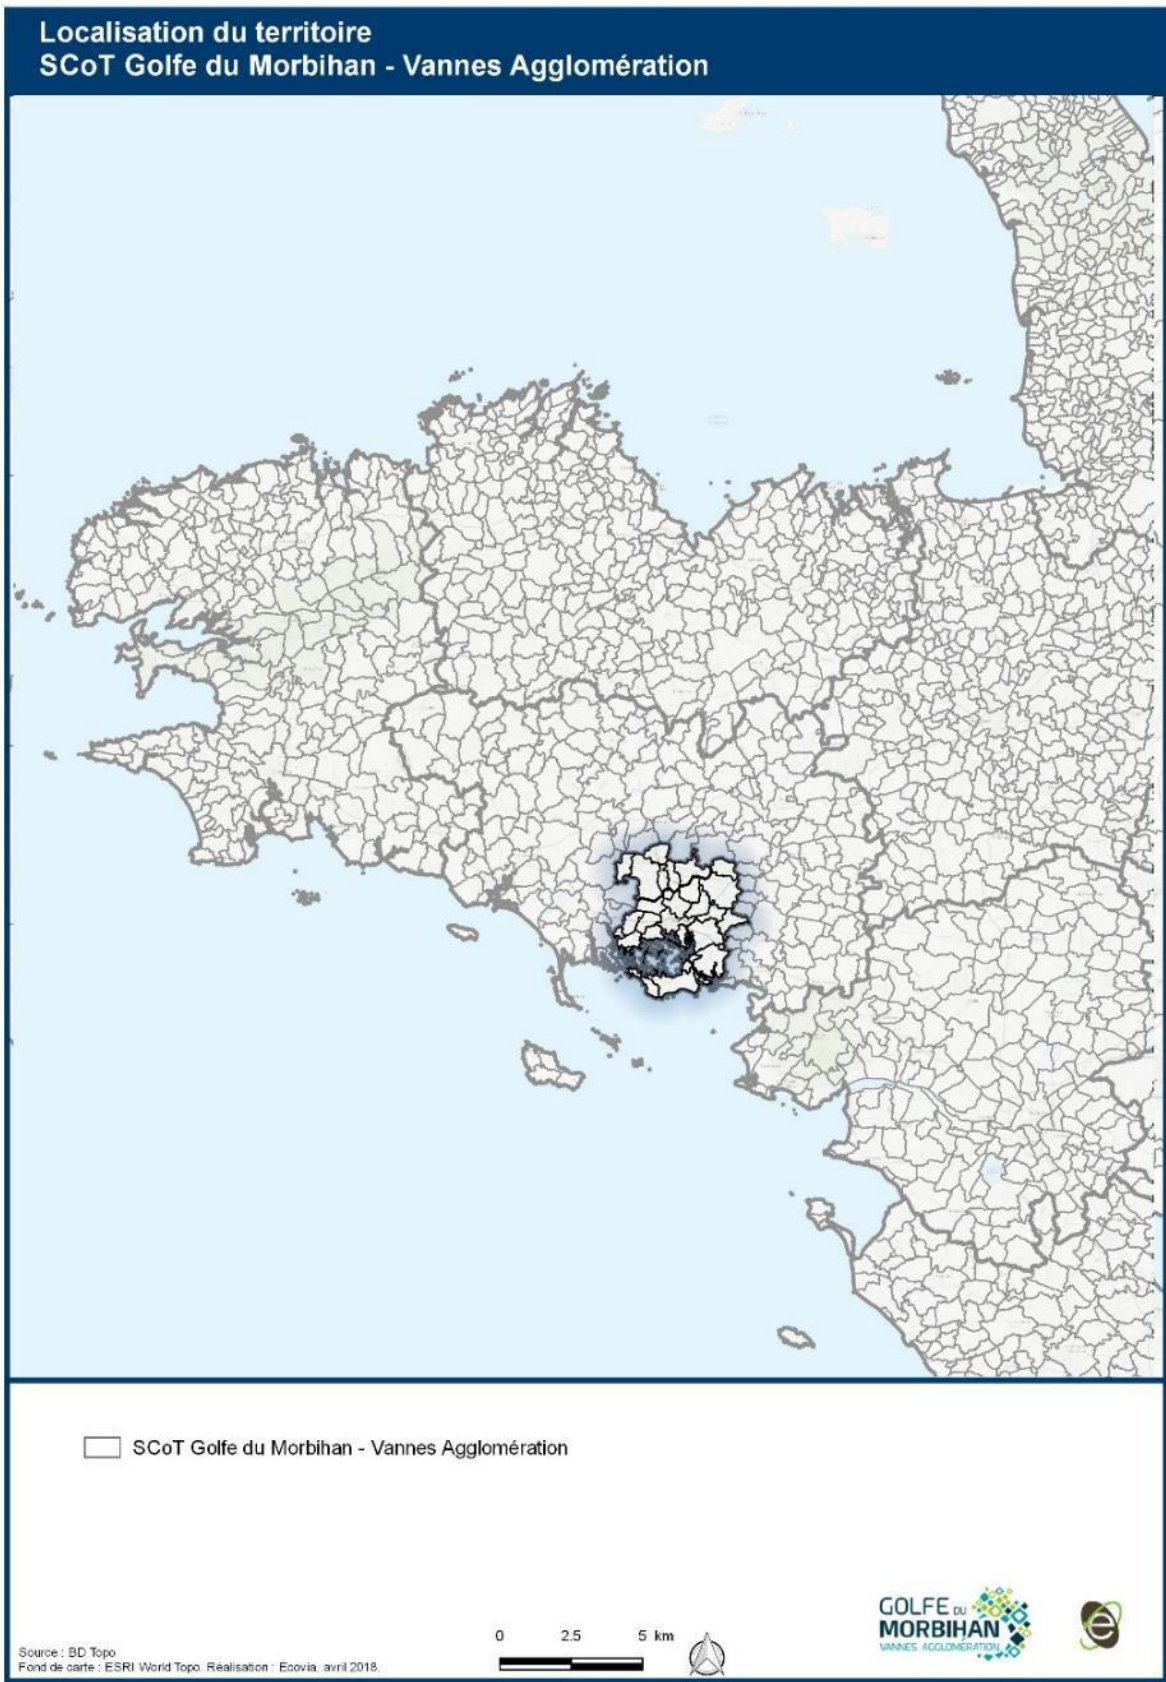 Localisation du territoire
SCoT Golfe du Morbihan - Vannes Agglomération
SCoT Golfe du Morbihan - Vannes Agglomération
GOLFE DU
MORBIHAN
VANNES AGGLOMÉRATION
e
0 2.5 5 km
Source : BD Topo
Fond de carte : ESRI World Topo. Réalisation : Ecovia, avril 2018.